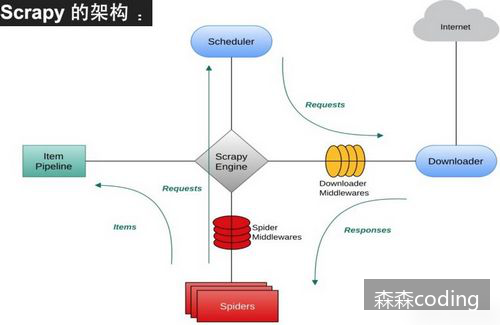 Scrapy 的架构 ：
Scheduler
Internet
Requests
Item
Pipeline
Scrapy
Engine
Downloader
Downloader
Middlewares
Requests
Spider
Middlewares
Items
Responses
Spiders
森森coding